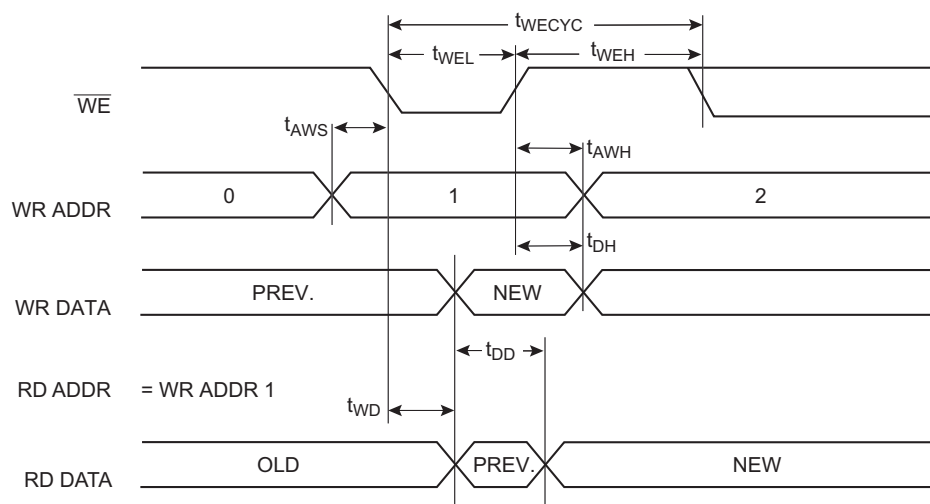 tWECYC
tWEL tWEH
WE
tAWS
tAWH
WR ADDR 0 1 2
tDH
WR DATA PREV. NEW
tDD
RD ADDR = WR ADDR 1
tWD
RD DATA OLD PREV. NEW